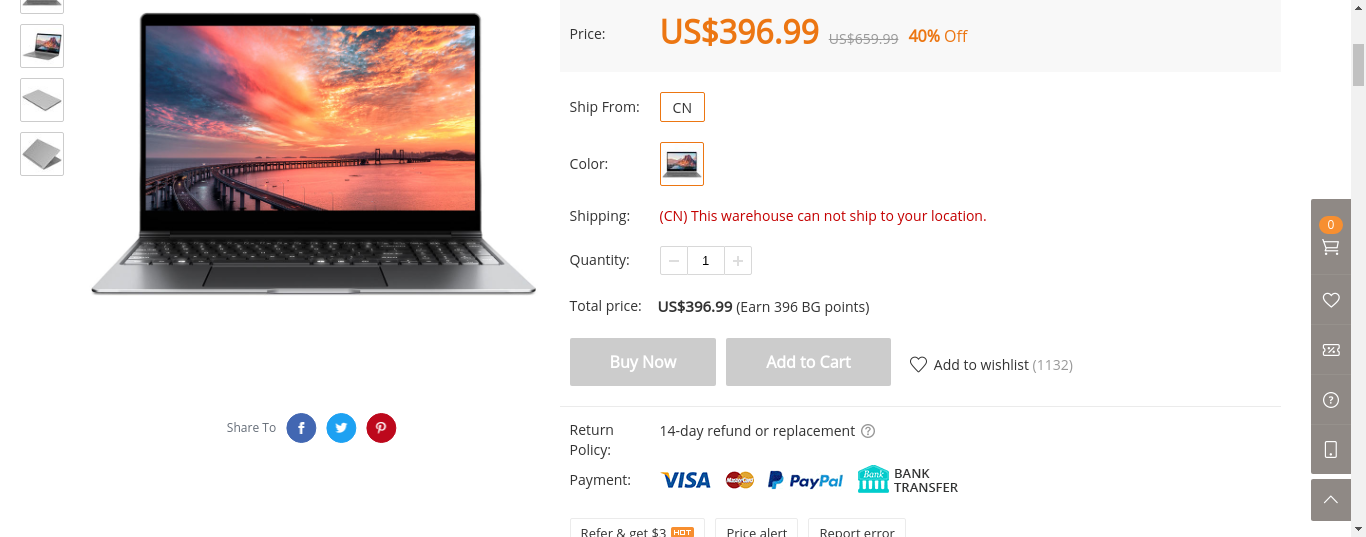 Price:
US$396.99 US$659.99 40% Off
Ship From:
CN
Color:
Shipping:
(CN) This warehouse can not ship to your location.
Quantity:
1
Total price:
US$396.99 (Earn 396 BG points)
Buy Now
Add to Cart
Add to wishlist (1132)
0
Share To
Return
Policy:
14-day refund or replacement
Payment:
VISA
MasterCard
PayPal
Bank
BANK
TRANSFER
Refer & get $3 HOT
Price alert
Report error